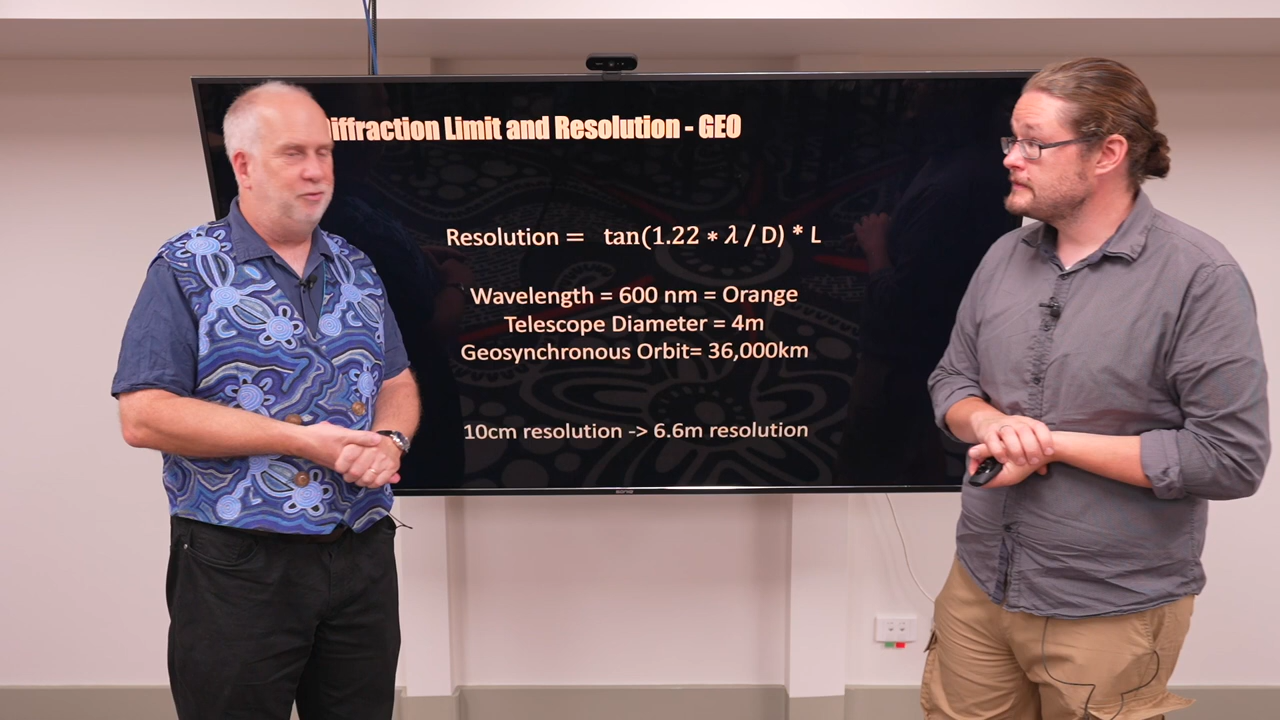 iffraction Limit and Resolution - GEO
Resolution = tan(1.22 * λ / D) * L
Wavelength = 600 nm = Orange
Telescope Diameter = 4m
Geosynchronous Orbit= 36,000km
10cm resolution -> 6.6m resolution